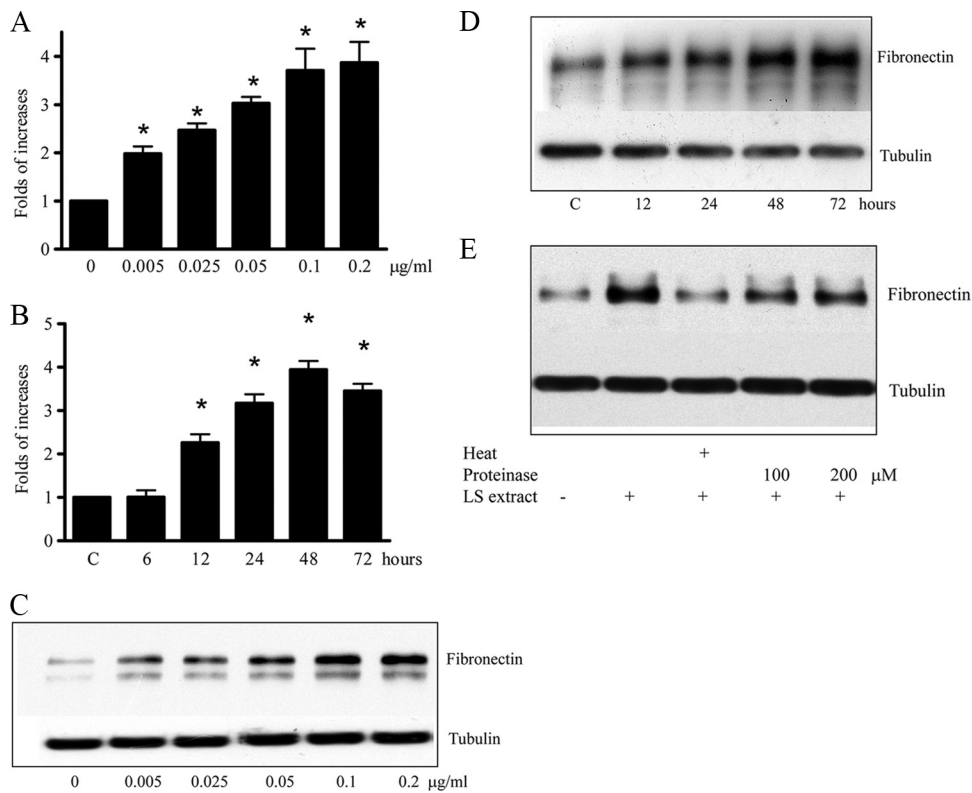 A
Folds of increases
4
3
2
1
0
* * * * *
0 0.005 0.025 0.05 0.1 0.2 μg/ml
B
Folds of increases
5
4
3
2
1
0
* * * *
C 6 12 24 48 72 hours
C
Fibronectin
Tubulin
0 0.005 0.025 0.05 0.1 0.2 μg/ml
D
Fibronectin
Tubulin
C 12 24 48 72 hours
E
Fibronectin
Tubulin
Heat +
Proteinase 100 200 μM
LS extract - + + + +